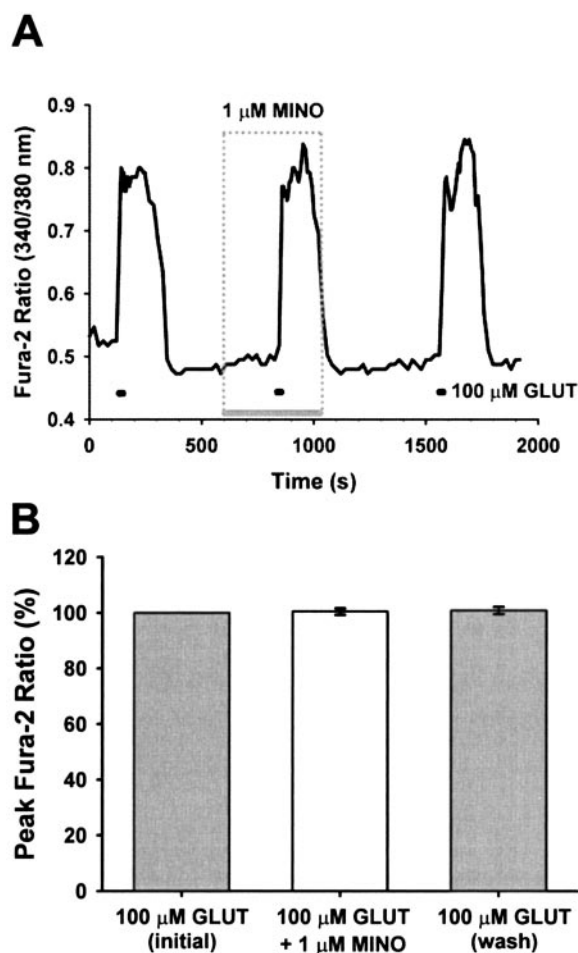 A
1 μM MINO
Fura-2 Ratio (340/380 nm)
0.9
0.8
0.7
0.6
0.5
0.4
100 μM GLUT
0 500 1000 1500 2000
Time (s)
B
Peak Fura-2 Ratio (%)
120
100
80
60
40
20
0
100 μM GLUT 100 μM GLUT 100 μM GLUT
(initial) + 1 μM MINO (wash)